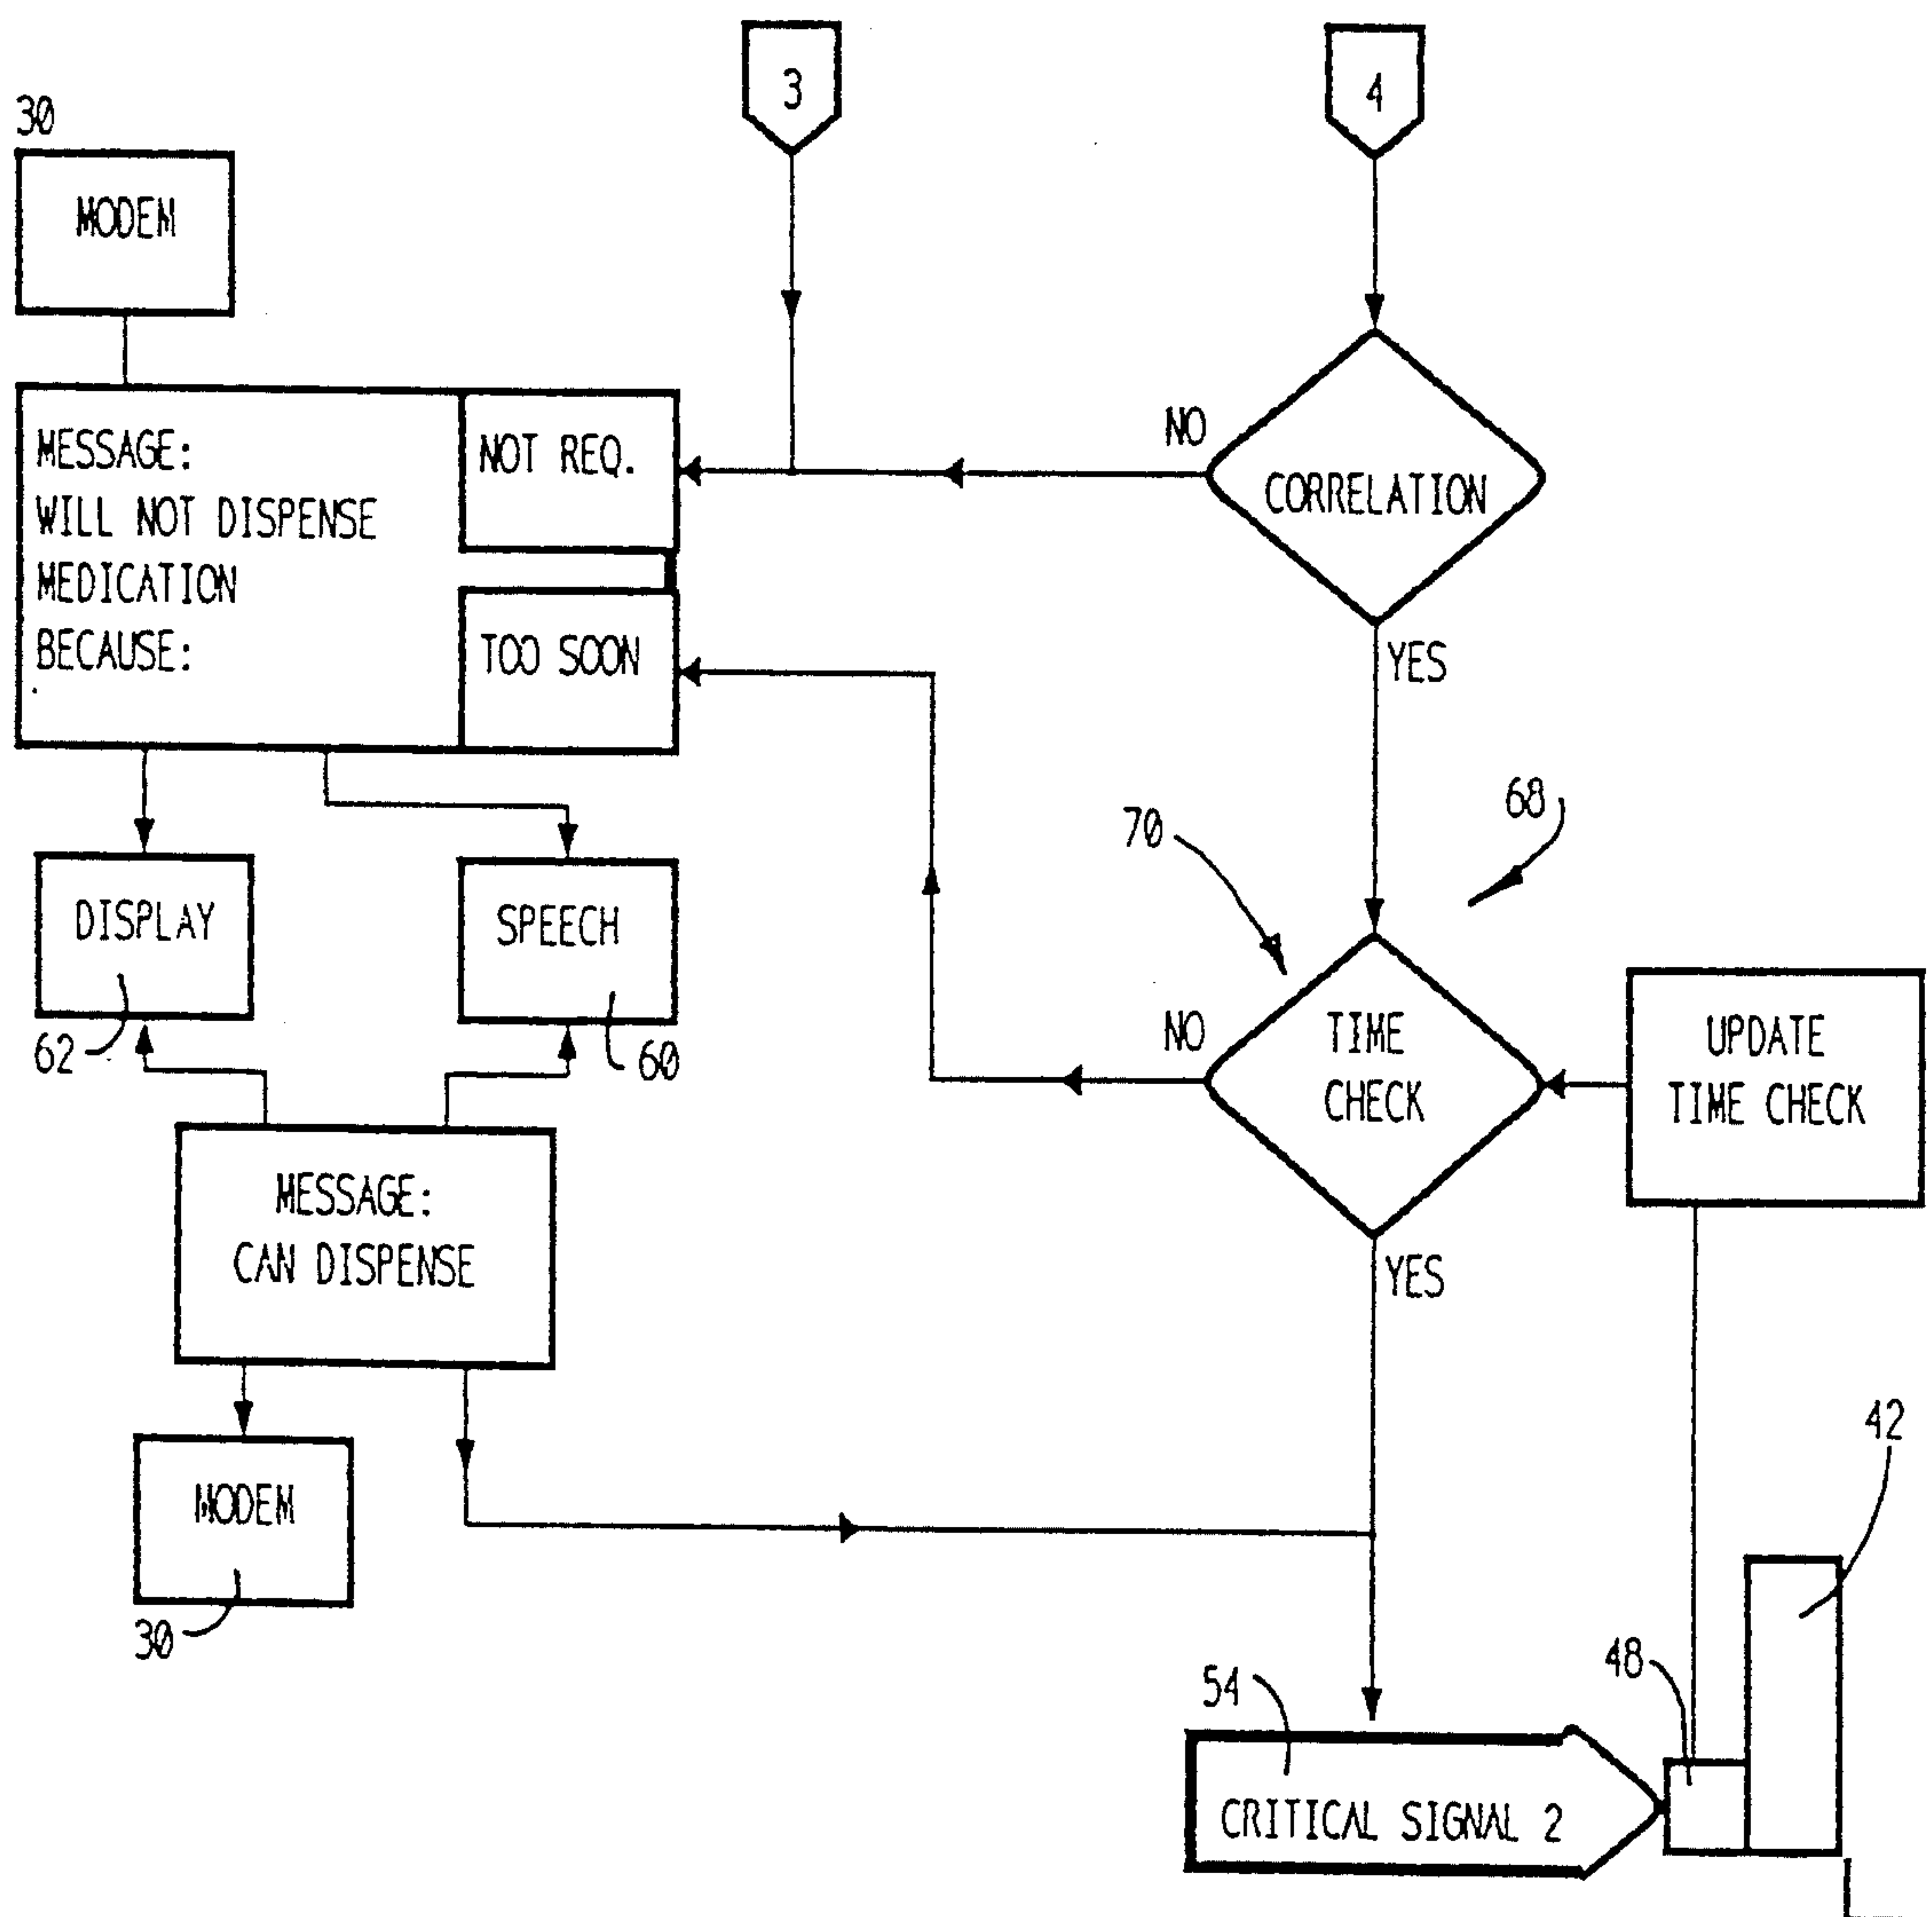 3
4
30
MODEM
MESSAGE:
WILL NOT DISPENSE
MEDICATION
BECAUSE:
NOT REQ.
TOO SOON
NO
CORRELATION
YES
68
70
DISPLAY
SPEECH
62
60
NO
TIME
CHECK
UPDATE
TIME CHECK
YES
MESSAGE:
CAN DISPENSE
MODEM
30
42
48
54
CRITICAL SIGNAL 2